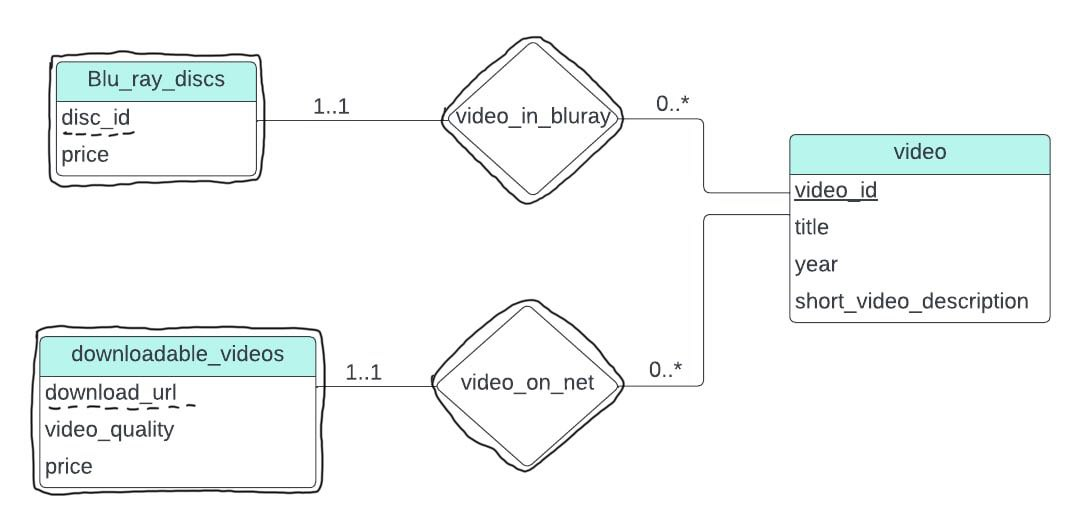 Blu_ray_discs
disc_id
price
1..1
video_in_bluray
0..*
video
video_id
title
year
short_video_description
downloadable_videos
download_url
video_quality
price
1..1
video_on_net
0..*